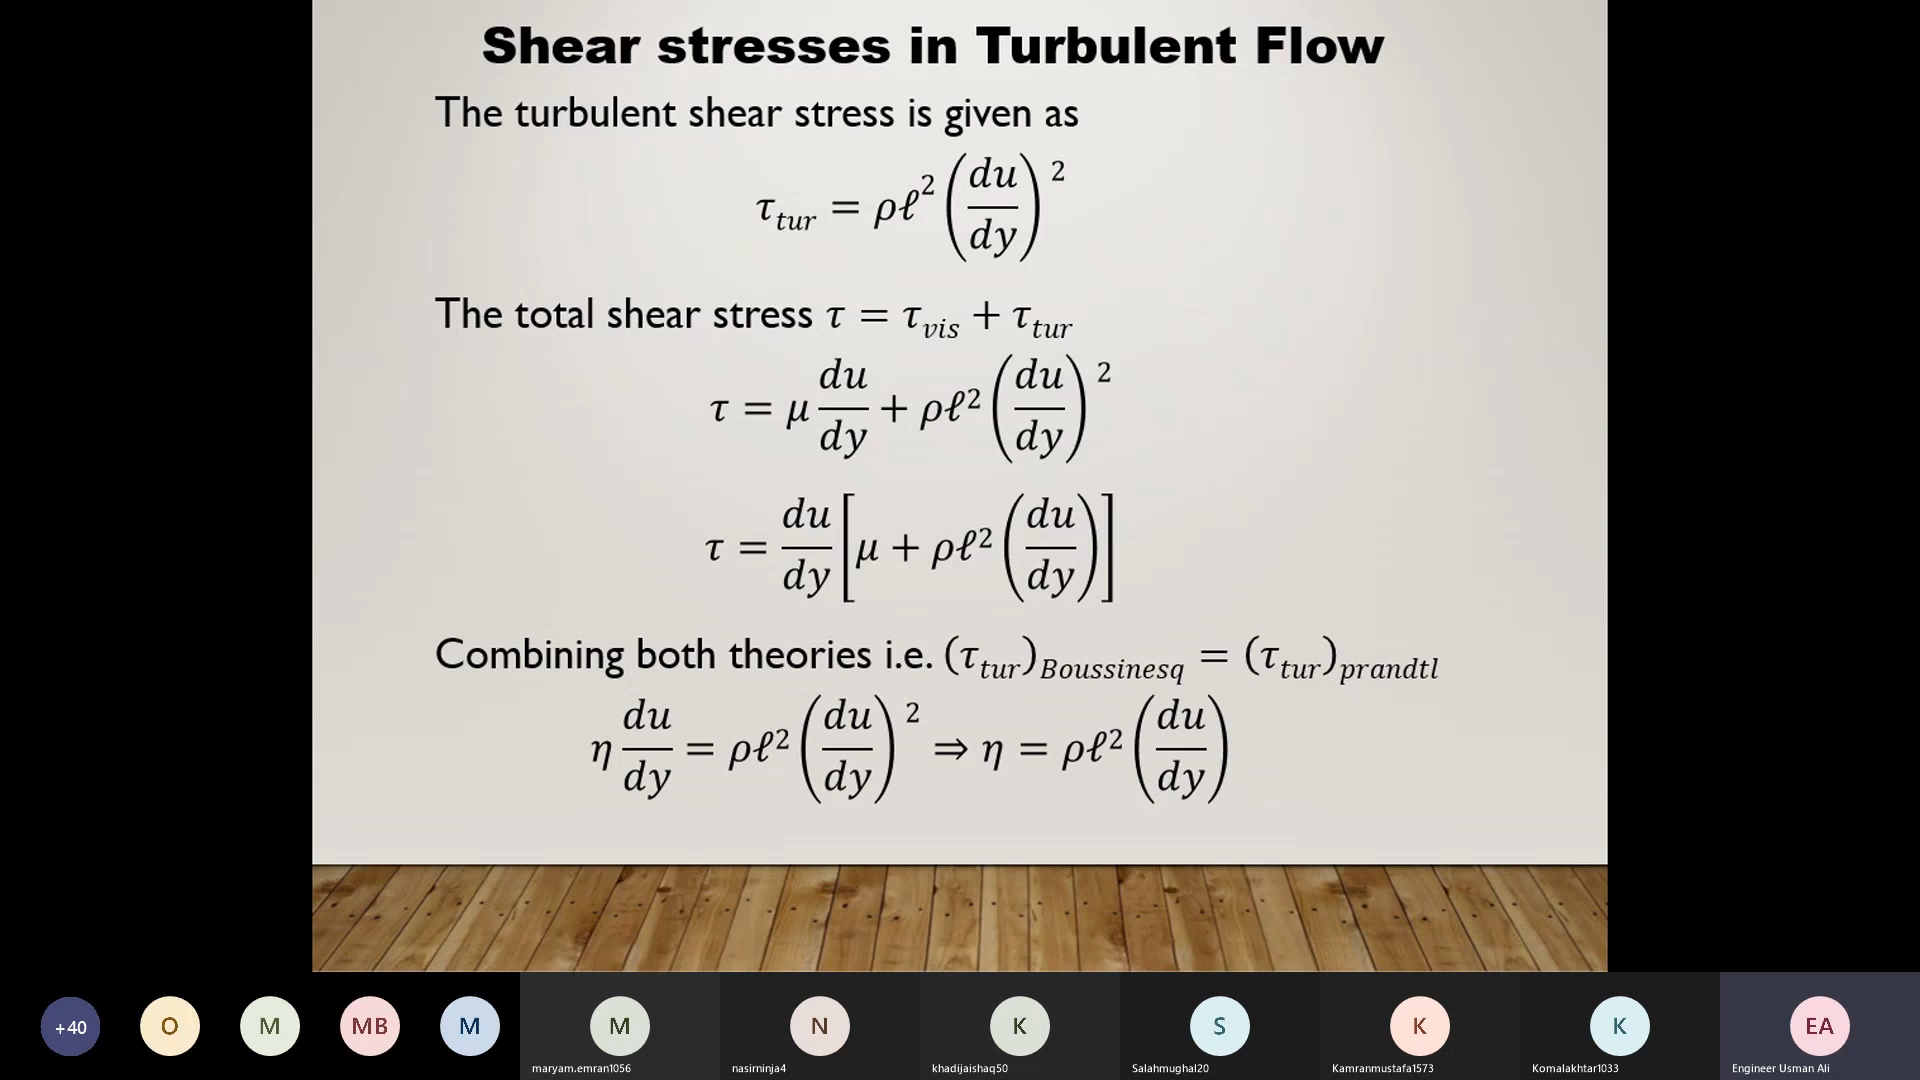 Shear stresses in Turbulent Flow
The turbulent shear stress is given as
τ_tur = ρℓ² (du/dy)²
The total shear stress τ = τ_vis + τ_tur
τ = μ du/dy + ρℓ² (du/dy)²
τ = du/dy [μ + ρℓ² (du/dy)]
Combining both theories i.e. (τ_tur)_Boussinesq = (τ_tur)_prandtl
η du/dy = ρℓ² (du/dy)² ⇒ η = ρℓ² (du/dy)
+40 O M MB M M N K S K K EA
maryam.emran1056 nasirninja4 khadijaishaq50 Salahmughal20 Kamranmustafa1573 Komalakhtar1033 Engineer Usman Ali